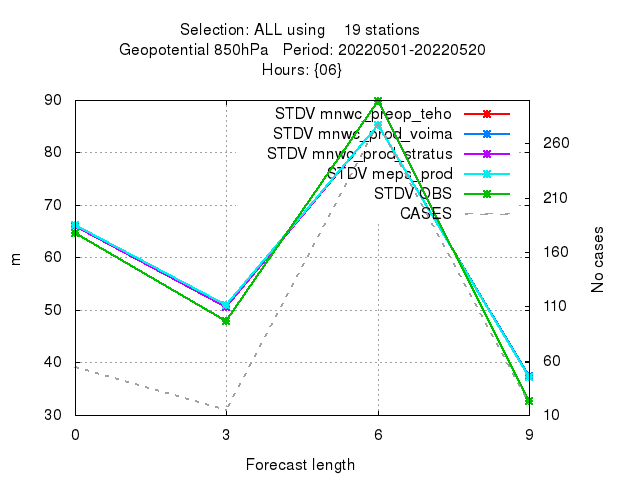 Selection: ALL using 19 stations
Geopotential 850hPa Period: 20220501-20220520
Hours: {06}
STDV mnwc_preop_teho
STDV mnwc_prod_voima
STDV mnwc_prod_stratus
STDV meps_prod
STDV OBS
CASES
90
80
70
60
50
40
30
m
260
210
160
110
60
10
No cases
0 3 6 9
Forecast length